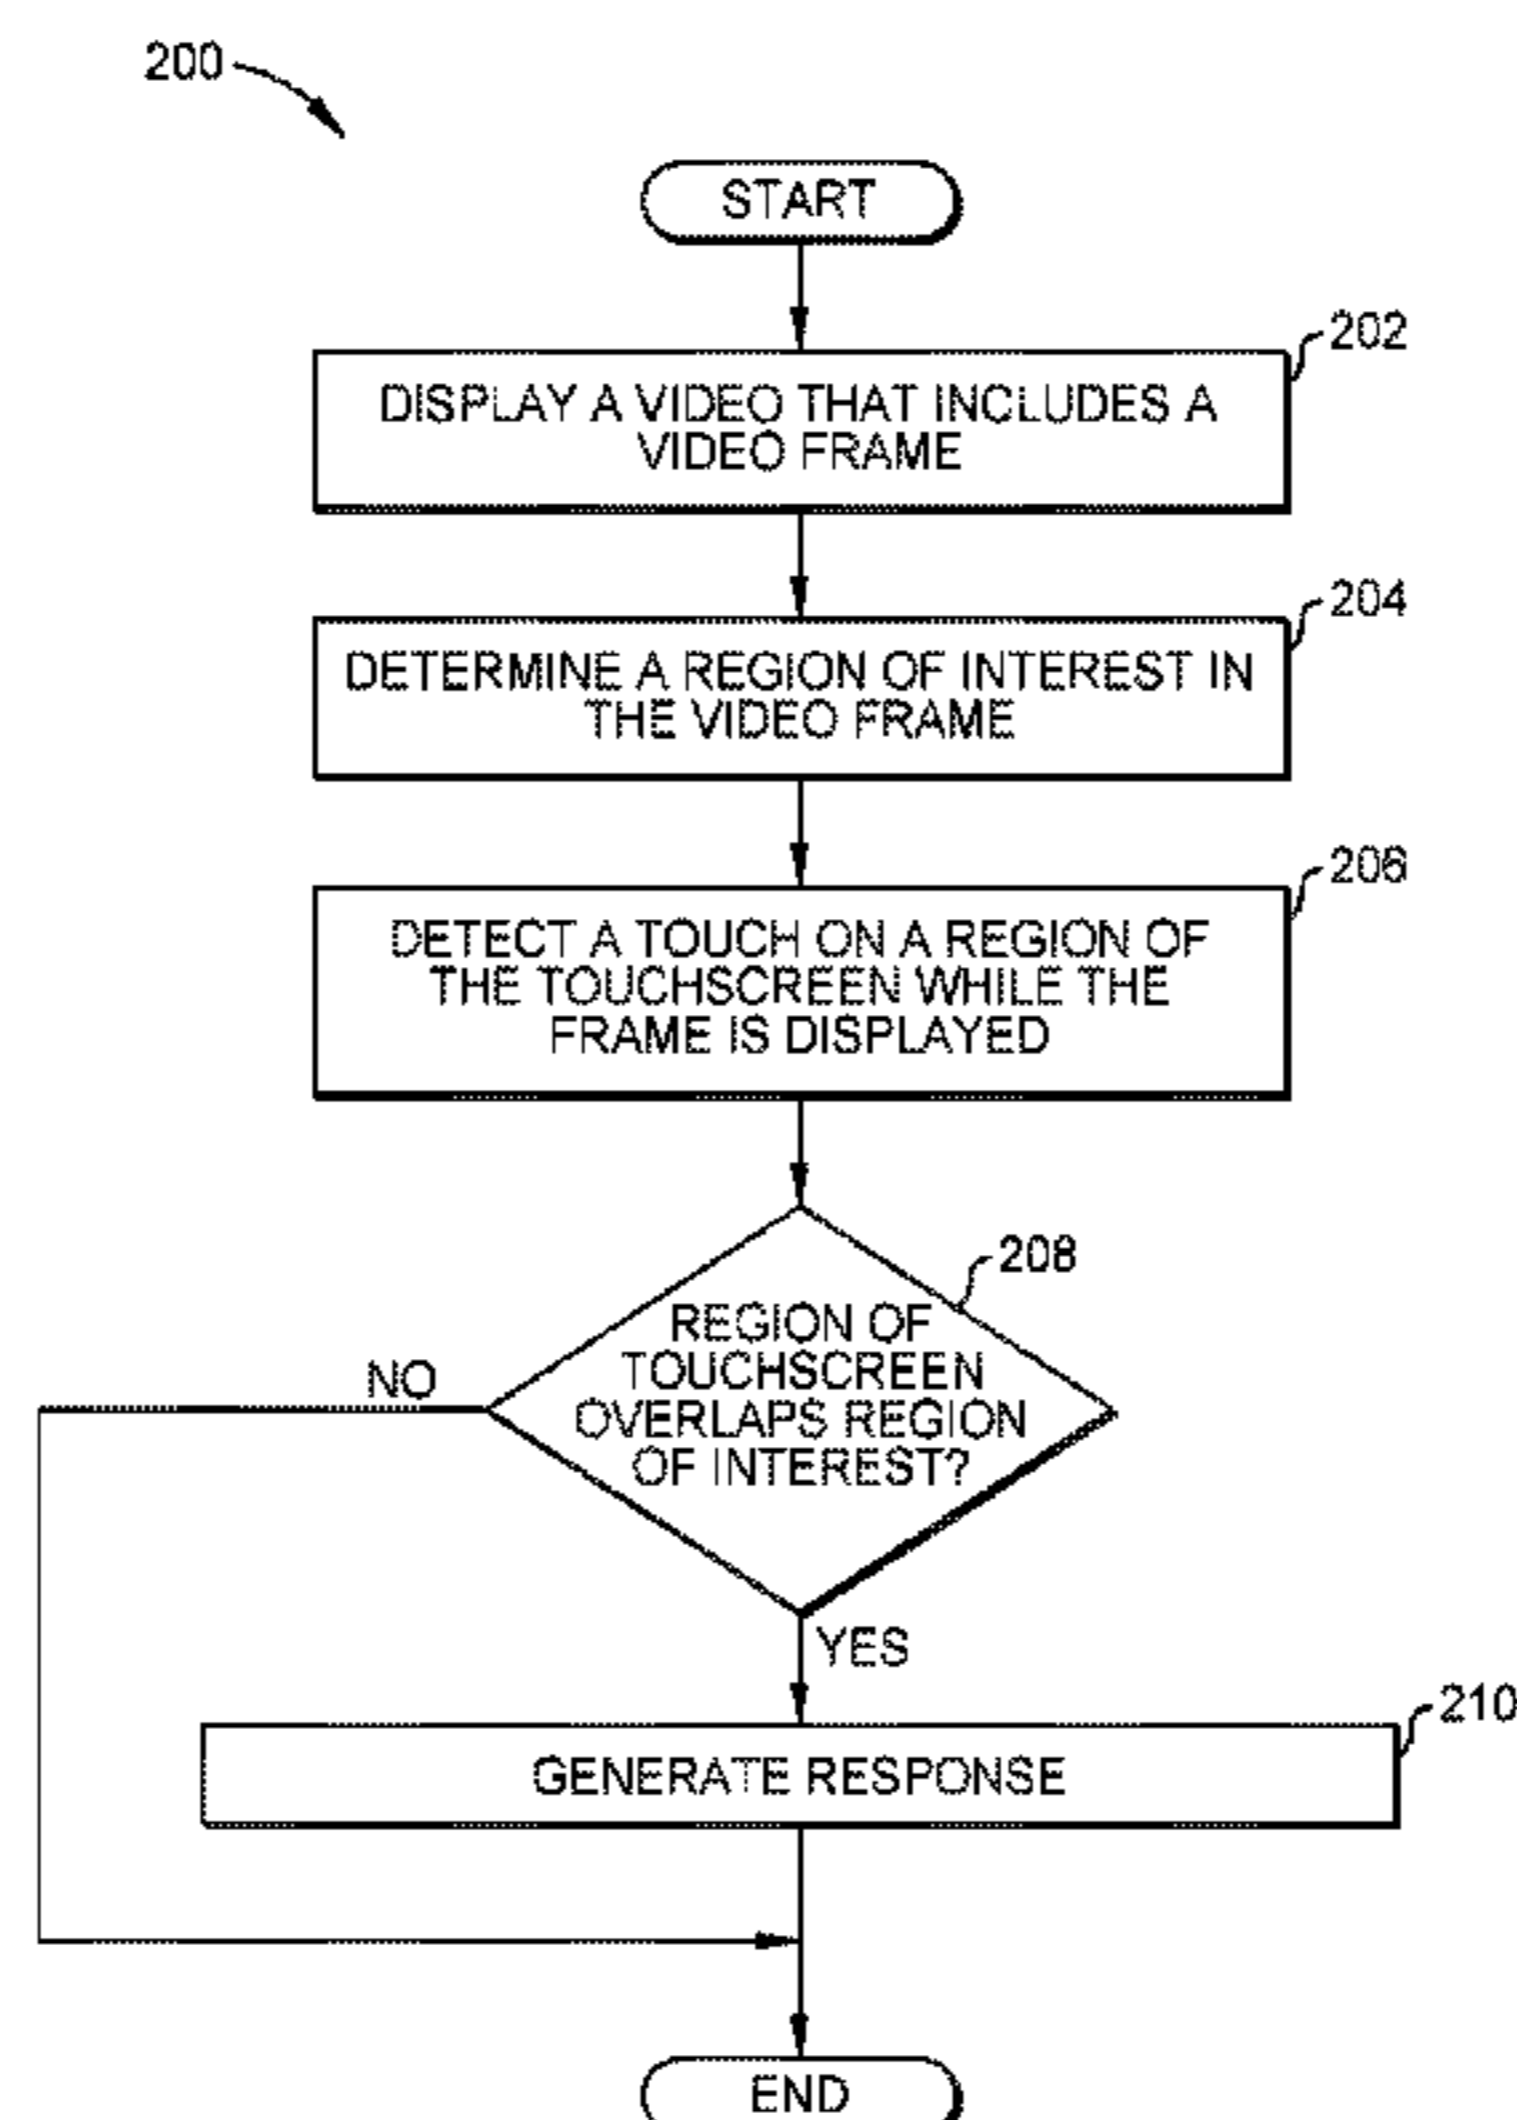 200
START
202
DISPLAY A VIDEO THAT INCLUDES A
VIDEO FRAME
204
DETERMINE A REGION OF INTEREST IN
THE VIDEO FRAME
206
DETECT A TOUCH ON A REGION OF
THE TOUCHSCREEN WHILE THE
FRAME IS DISPLAYED
208
REGION OF
TOUCHSCREEN
OVERLAPS REGION
OF INTEREST?
NO
YES
210
GENERATE RESPONSE
END